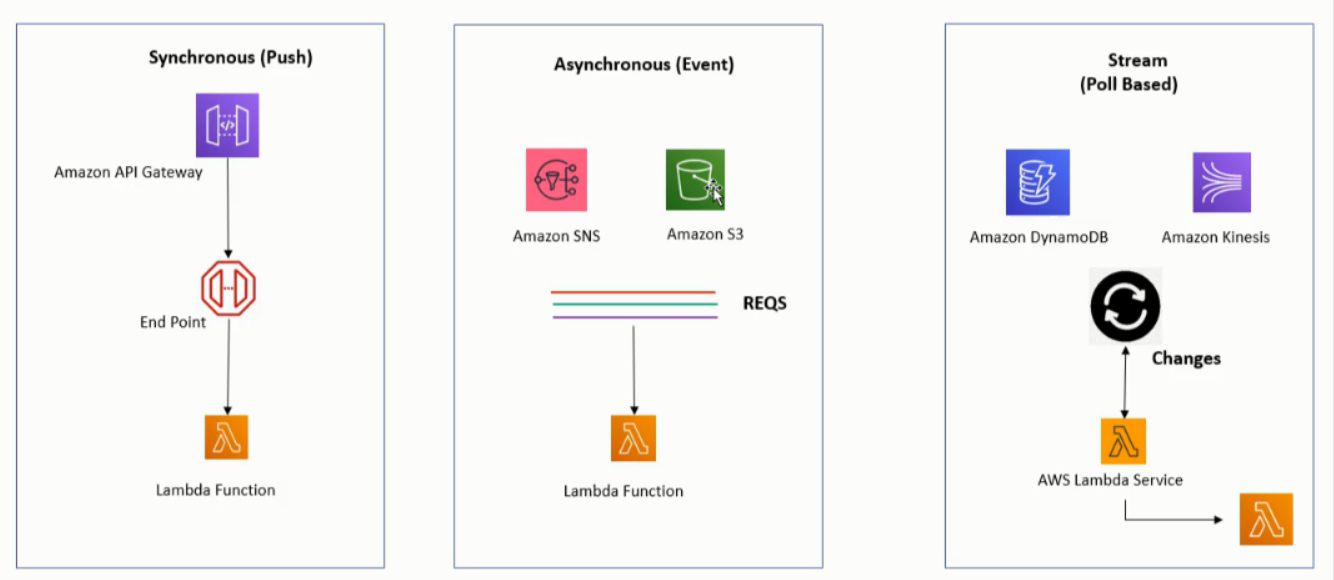 Synchronous (Push)
Amazon API Gateway
End Point
Lambda Function
Asynchronous (Event)
Amazon SNS
Amazon S3
REQS
Lambda Function
Stream
(Poll Based)
Amazon DynamoDB
Amazon Kinesis
Changes
AWS Lambda Service